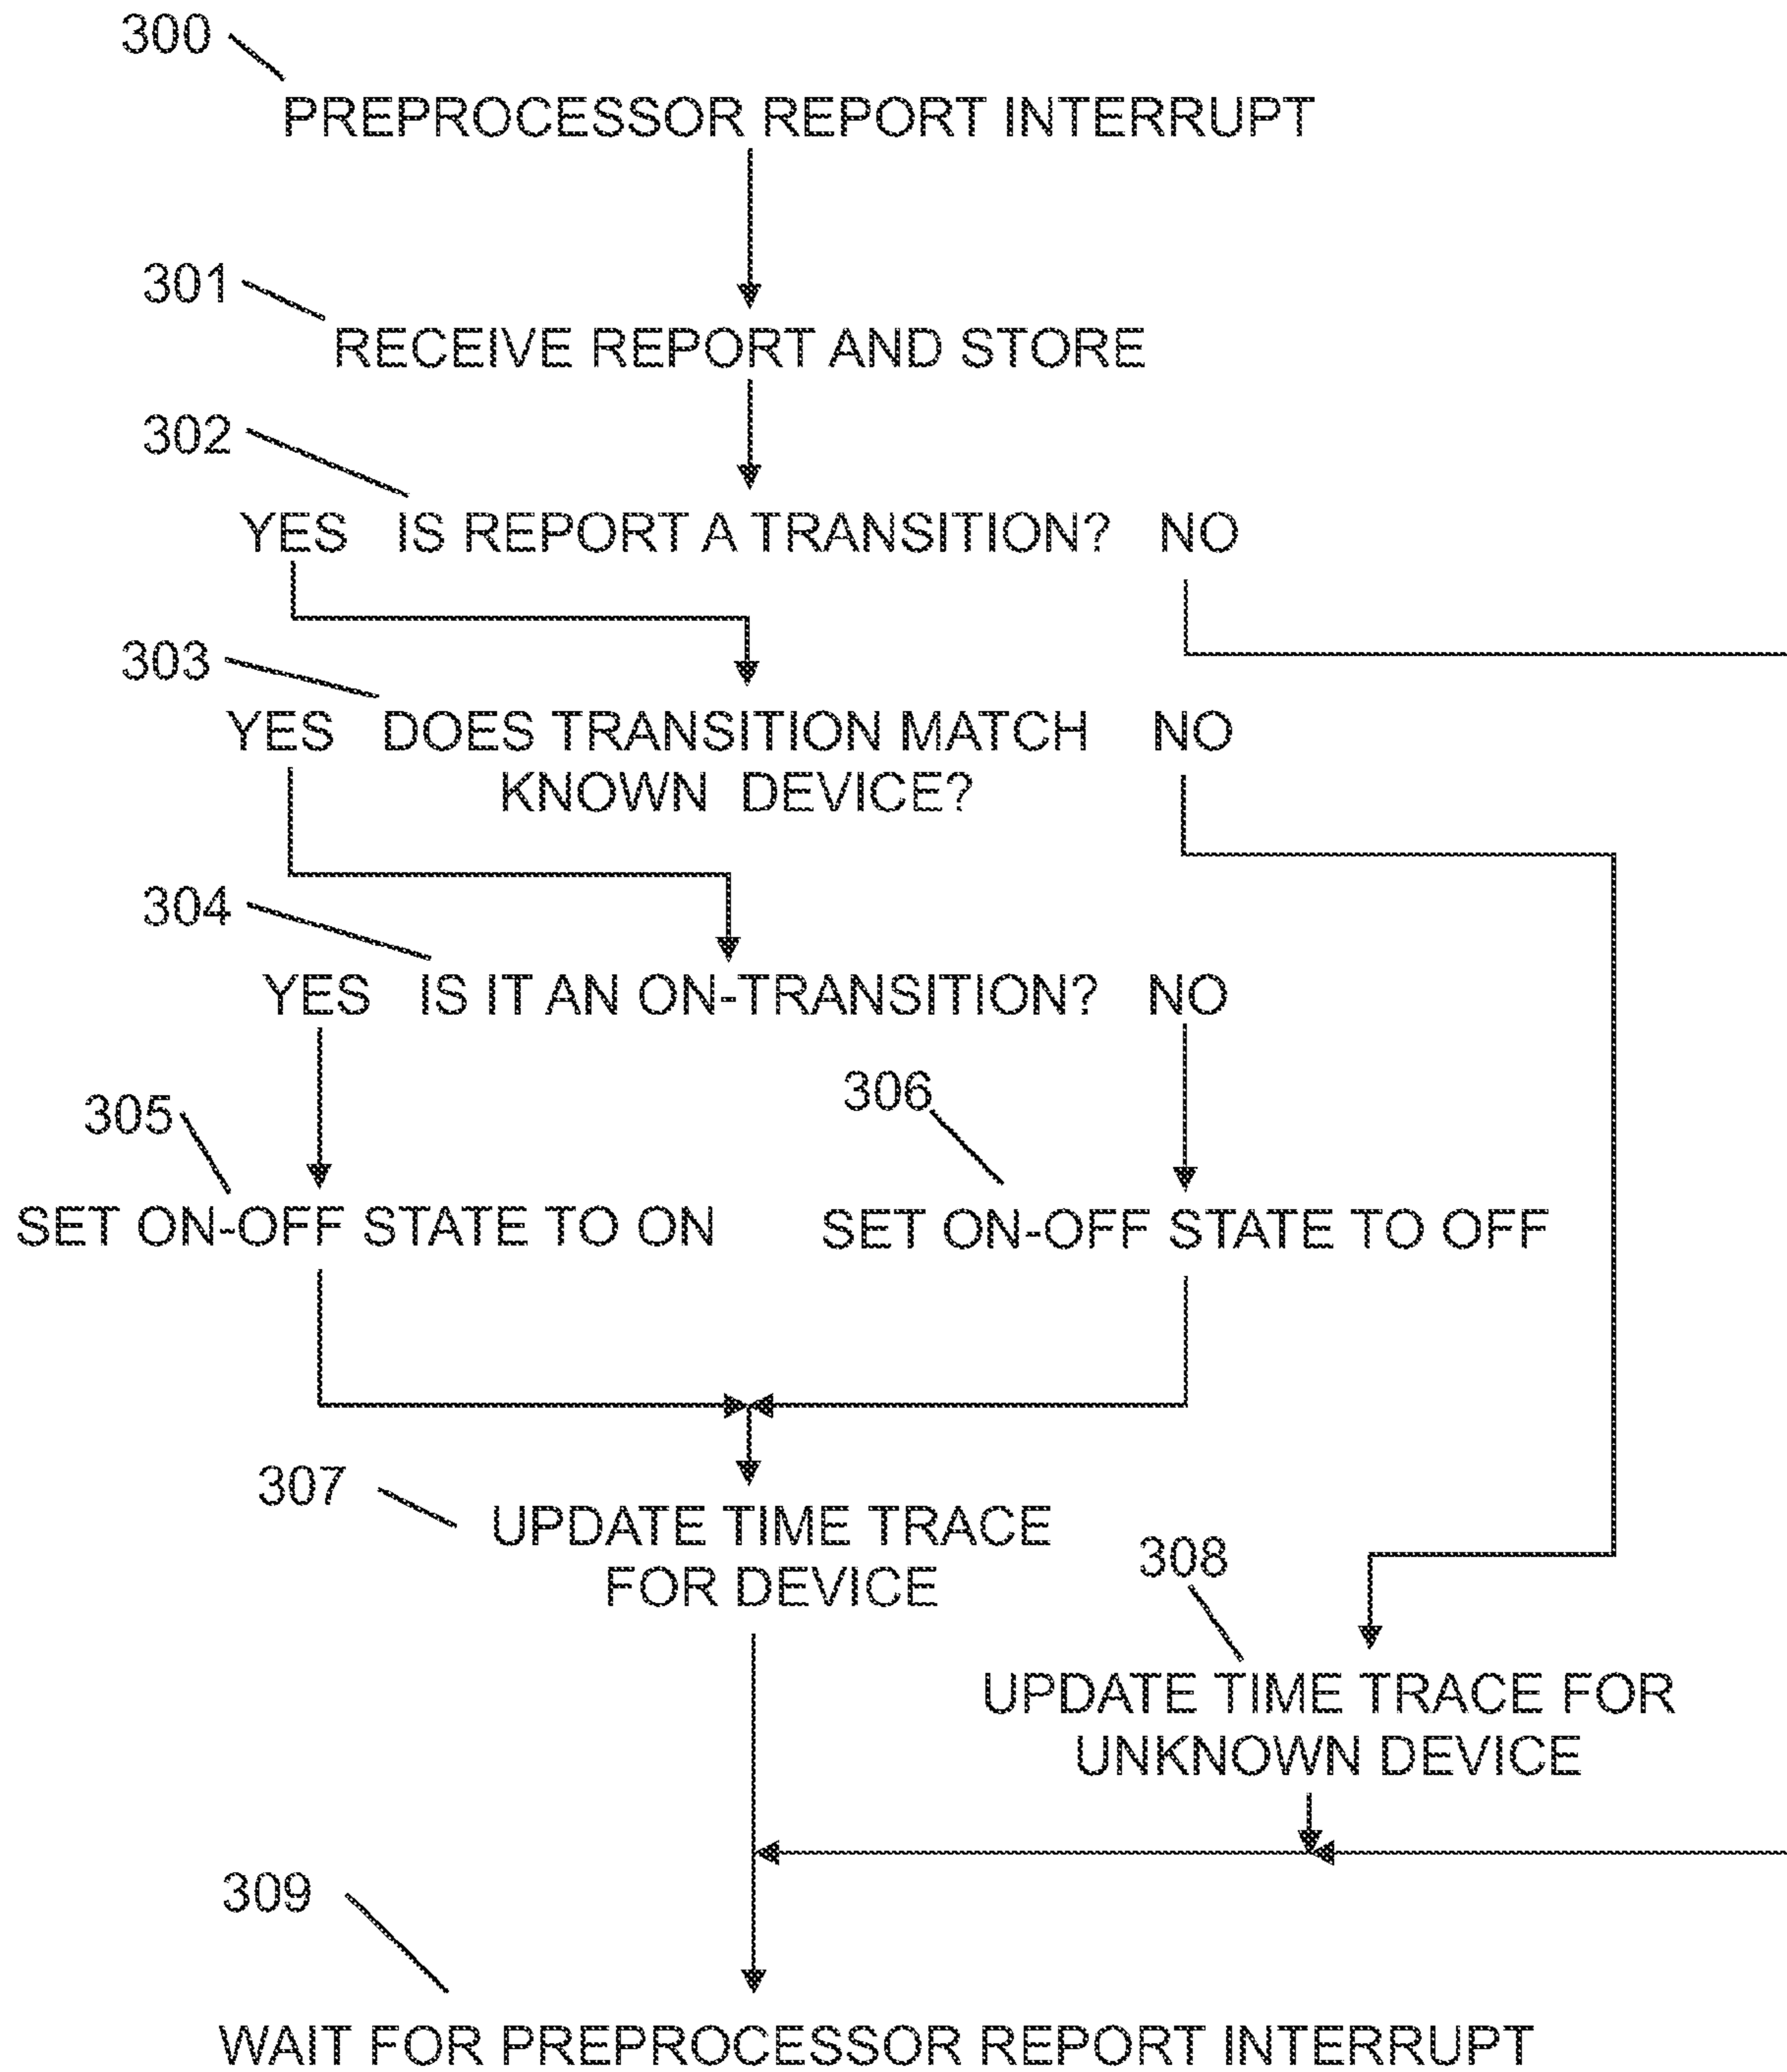 300
PREPROCESSOR REPORT INTERRUPT
301
RECEIVE REPORT AND STORE
302
YES IS REPORT A TRANSITION? NO
303
YES DOES TRANSITION MATCH NO
KNOWN DEVICE?
304
YES IS IT AN ON-TRANSITION? NO
305
306
SET ON-OFF STATE TO ON
SET ON-OFF STATE TO OFF
307
UPDATE TIME TRACE
FOR DEVICE
308
UPDATE TIME TRACE FOR
UNKNOWN DEVICE
309
WAIT FOR PREPROCESSOR REPORT INTERRUPT